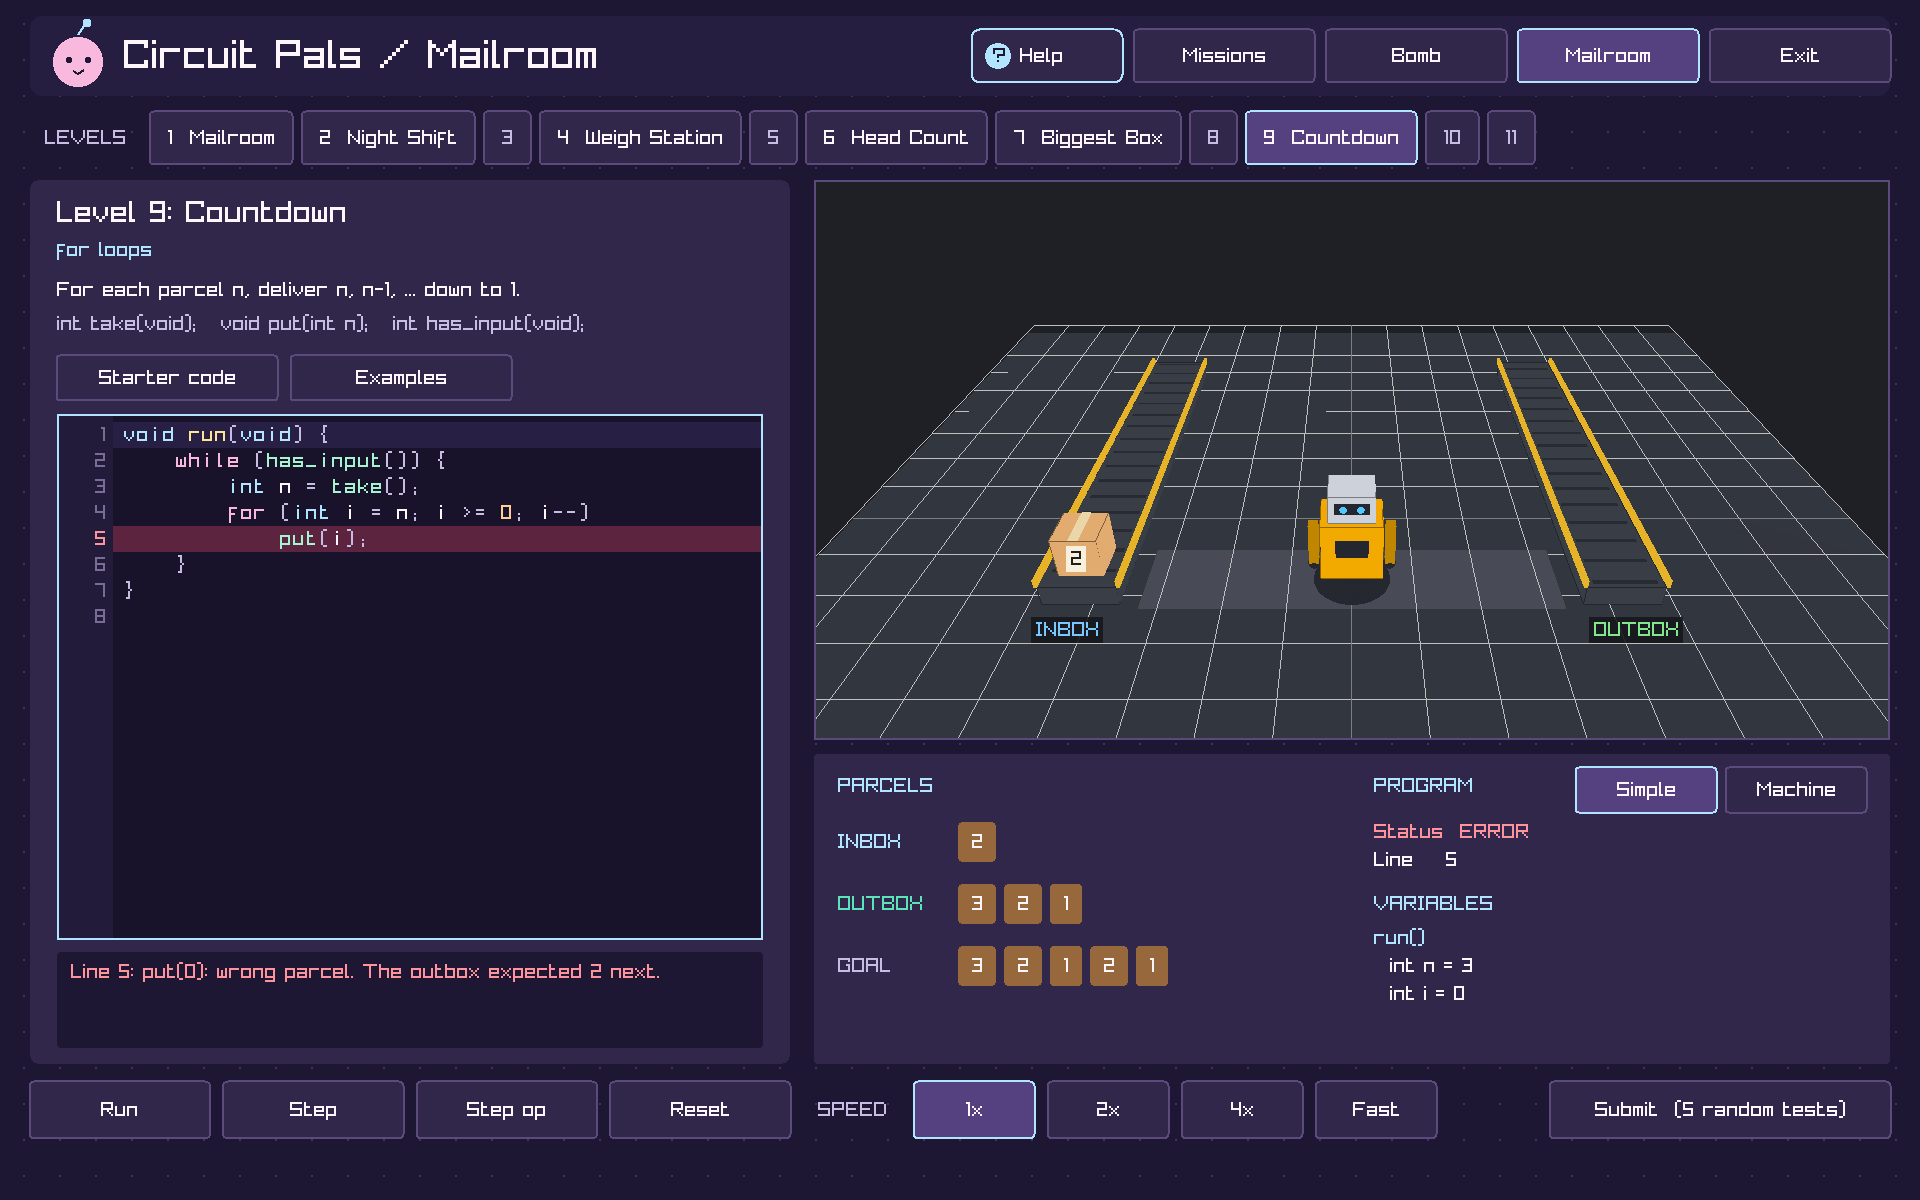 Circuit Pals / Mailroom
? Help
Missions
Bomb
Mailroom
Exit
LEVELS
1 Mailroom
2 Night Shift
3
4 Weigh Station
5
6 Head Count
7 Biggest Box
8
9 Countdown
10
11
Level 9: Countdown
For loops
For each parcel n, deliver n, n-1, ... down to 1.
int take(void); void put(int n); int has_input(void);
Starter code
Examples
1 void run(void) {
2 while (has_input()) {
3 int n = take();
4 for (int i = n; i >= 0; i--)
5 put(i);
6 }
7 }
8
Line 5: put(0): wrong parcel. The outbox expected 2 next.
2
INBOX
OUTBOX
PARCELS
INBOX 2
OUTBOX 3 2 1
GOAL 3 2 1 2 1
PROGRAM
Simple
Machine
Status ERROR
Line 5
VARIABLES
run()
int n = 3
int i = 0
Run
Step
Step op
Reset
SPEED
1x
2x
4x
Fast
Submit (5 random tests)